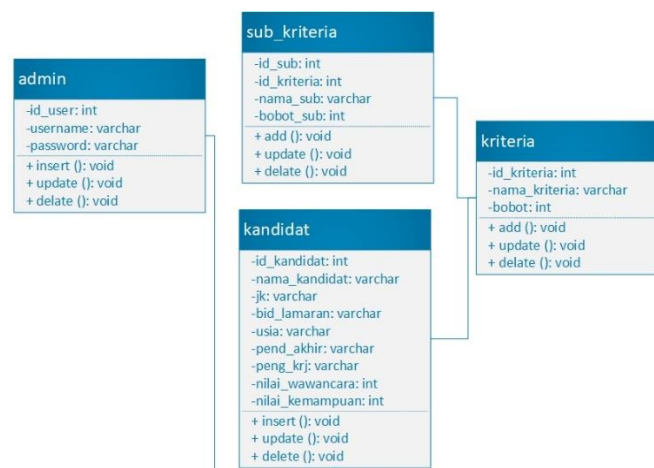 admin
-id_user: int
-username: varchar
-password: varchar
+ insert (): void
+ update (): void
+ delate (): void
sub_kriteria
-id_sub: int
-id_kriteria: int
-nama_sub: varchar
-bobot_sub: int
+ add (): void
+ update (): void
+ delate (): void
kriteria
-id_kriteria: int
-nama_kriteria: varchar
-bobot: int
+ add (): void
+ update (): void
+ delate (): void
kandidat
-id_kandidat: int
-nama_kandidat: varchar
-jk: varchar
-bid_lamaran: varchar
-usia: varchar
-pend_akhir: varchar
-peng_krj: varchar
-nilai_wawancara: int
-nilai_kemampuan: int
+ insert (): void
+ update (): void
+ delete (): void